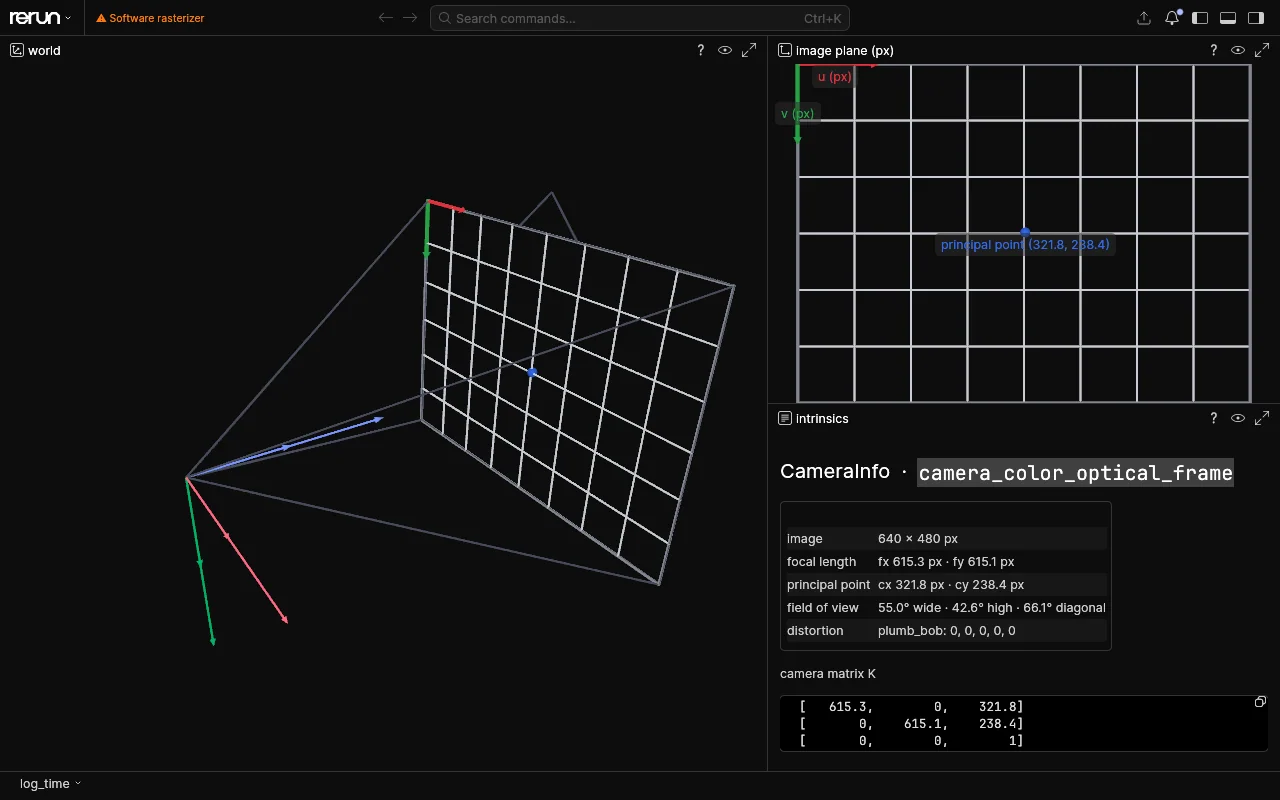 rerun
Software rasterizer
Search commands...
Ctrl+K
world
?
image plane (px)
?
u (px)
v (px)
principal point (321.8, 238.4)
intrinsics
?
CameraInfo · camera_color_optical_frame
image 640 × 480 px
focal length fx 615.3 px · fy 615.1 px
principal point cx 321.8 px · cy 238.4 px
field of view 55.0° wide · 42.6° high · 66.1° diagonal
distortion plumb_bob: 0, 0, 0, 0, 0
camera matrix K
[ 615.3, 0, 321.8]
[ 0, 615.1, 238.4]
[ 0, 0, 1]
log_time